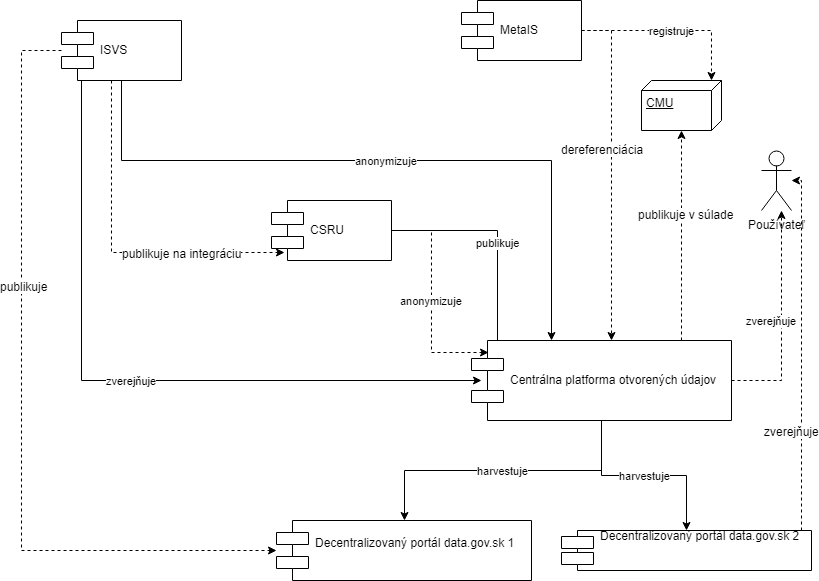 MetaIS
registruje
ISVS
CMU
dereferenciácia
anonymizuje
publikuje v súlade
Používateľ
CSRU
publikuje
publikuje na integráciu
publikuje
anonymizuje
zverejňuje
zverejňuje
Centrálna platforma otvorených údajov
zverejňuje
harvestuje
harvestuje
Decentralizovaný portál data.gov.sk 1
Decentralizovaný portál data.gov.sk 2